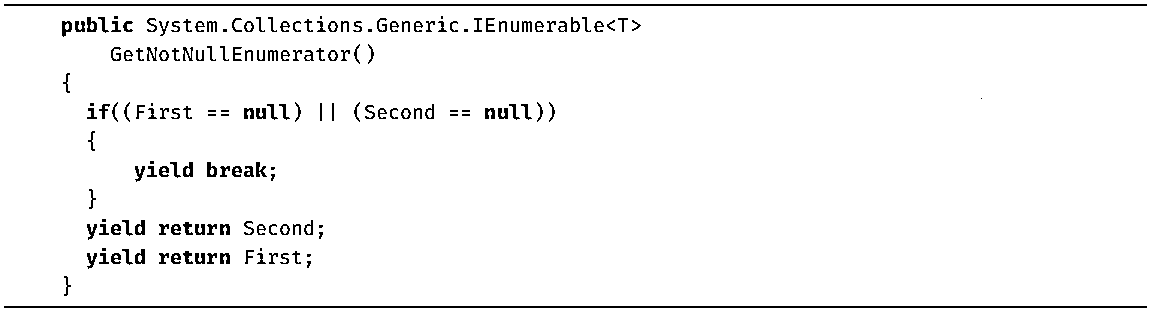 public System.Collections.Generic.IEnumerable<T>
    GetNotNullEnumerator()
{
  if((First == null) || (Second == null))
  {
      yield break;
  }
  yield return Second;
  yield return First;
}